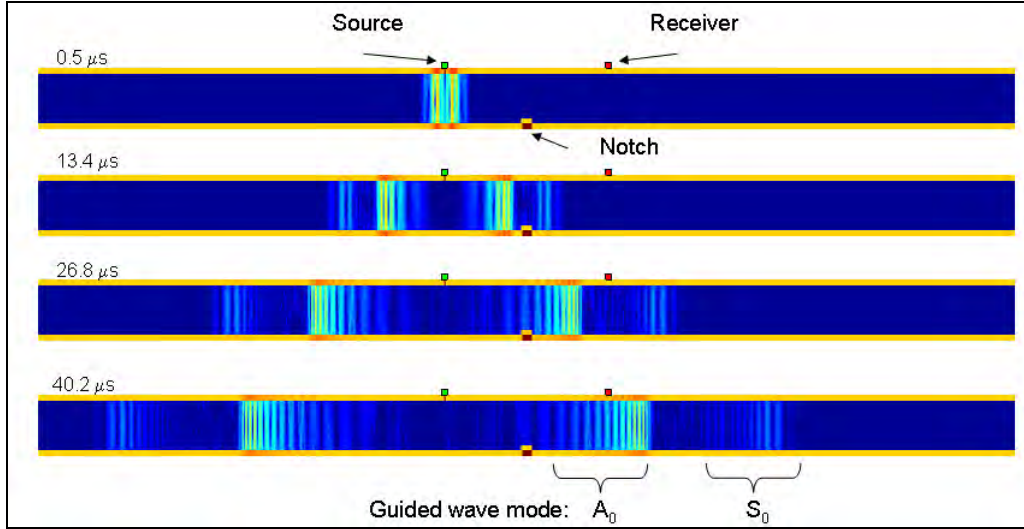 Source Receiver
0.5 μs
Notch
13.4 μs
26.8 μs
40.2 μs
Guided wave mode: A₀ S₀